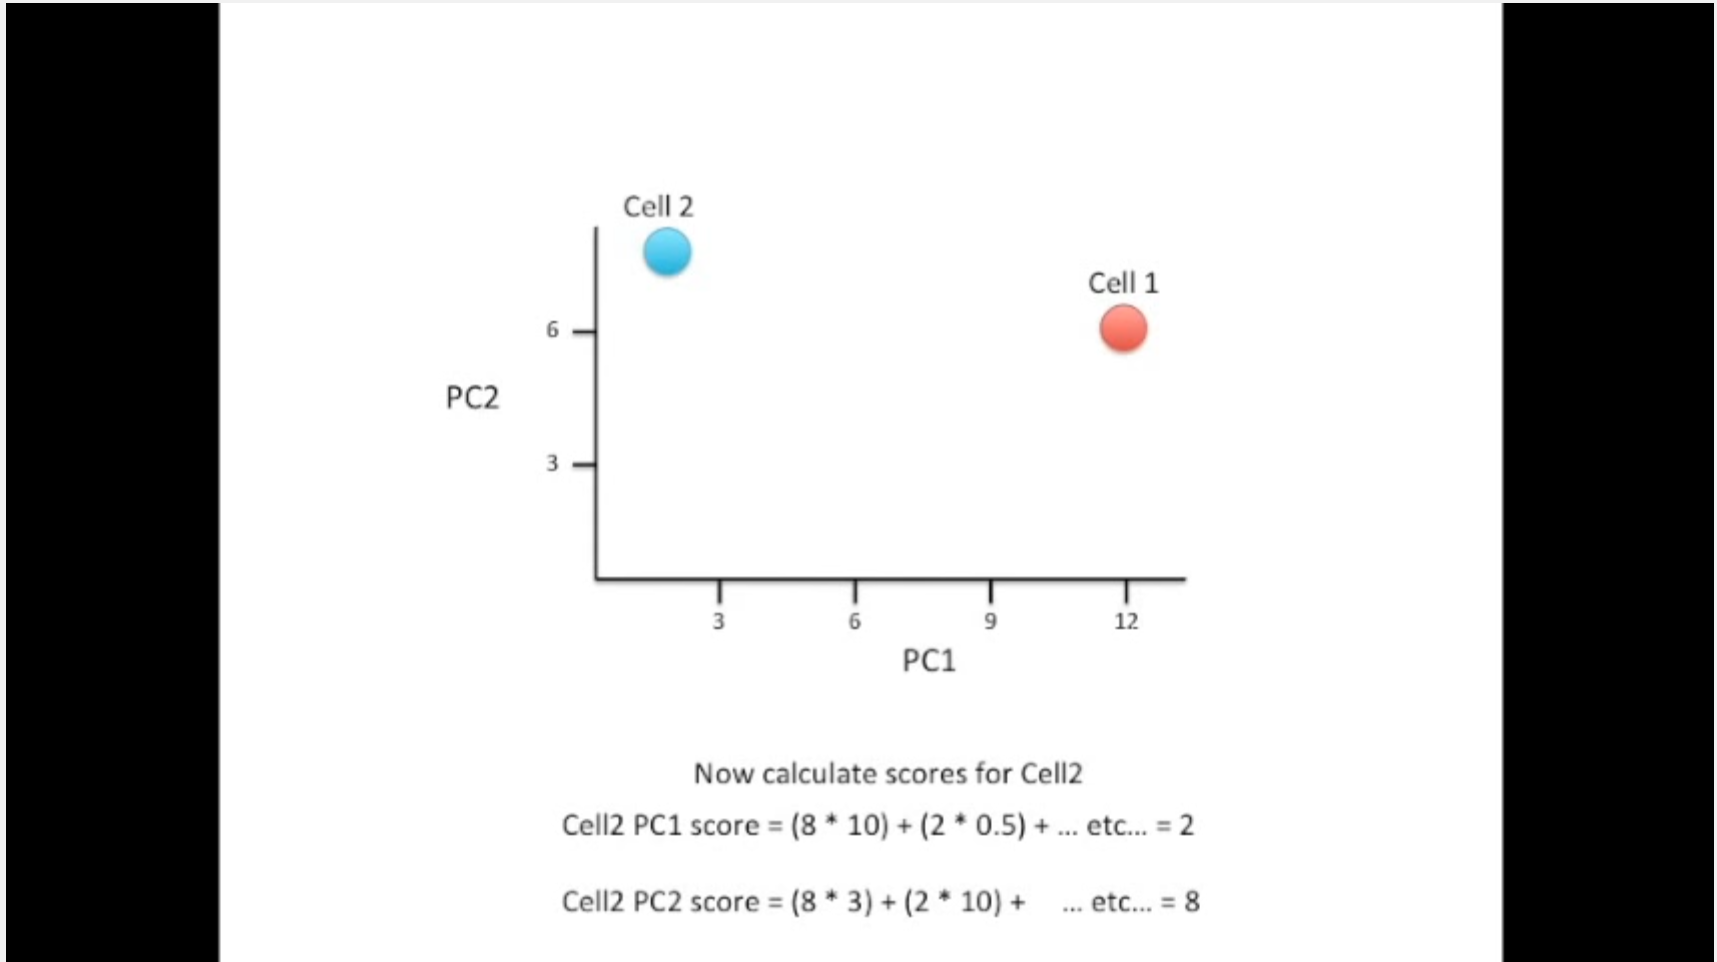 Cell 2
Cell 1
6
PC2
3
3 6 9 12
PC1
Now calculate scores for Cell2
Cell2 PC1 score = (8 * 10) + (2 * 0.5) + ... etc... = 2
Cell2 PC2 score = (8 * 3) + (2 * 10) + ... etc... = 8